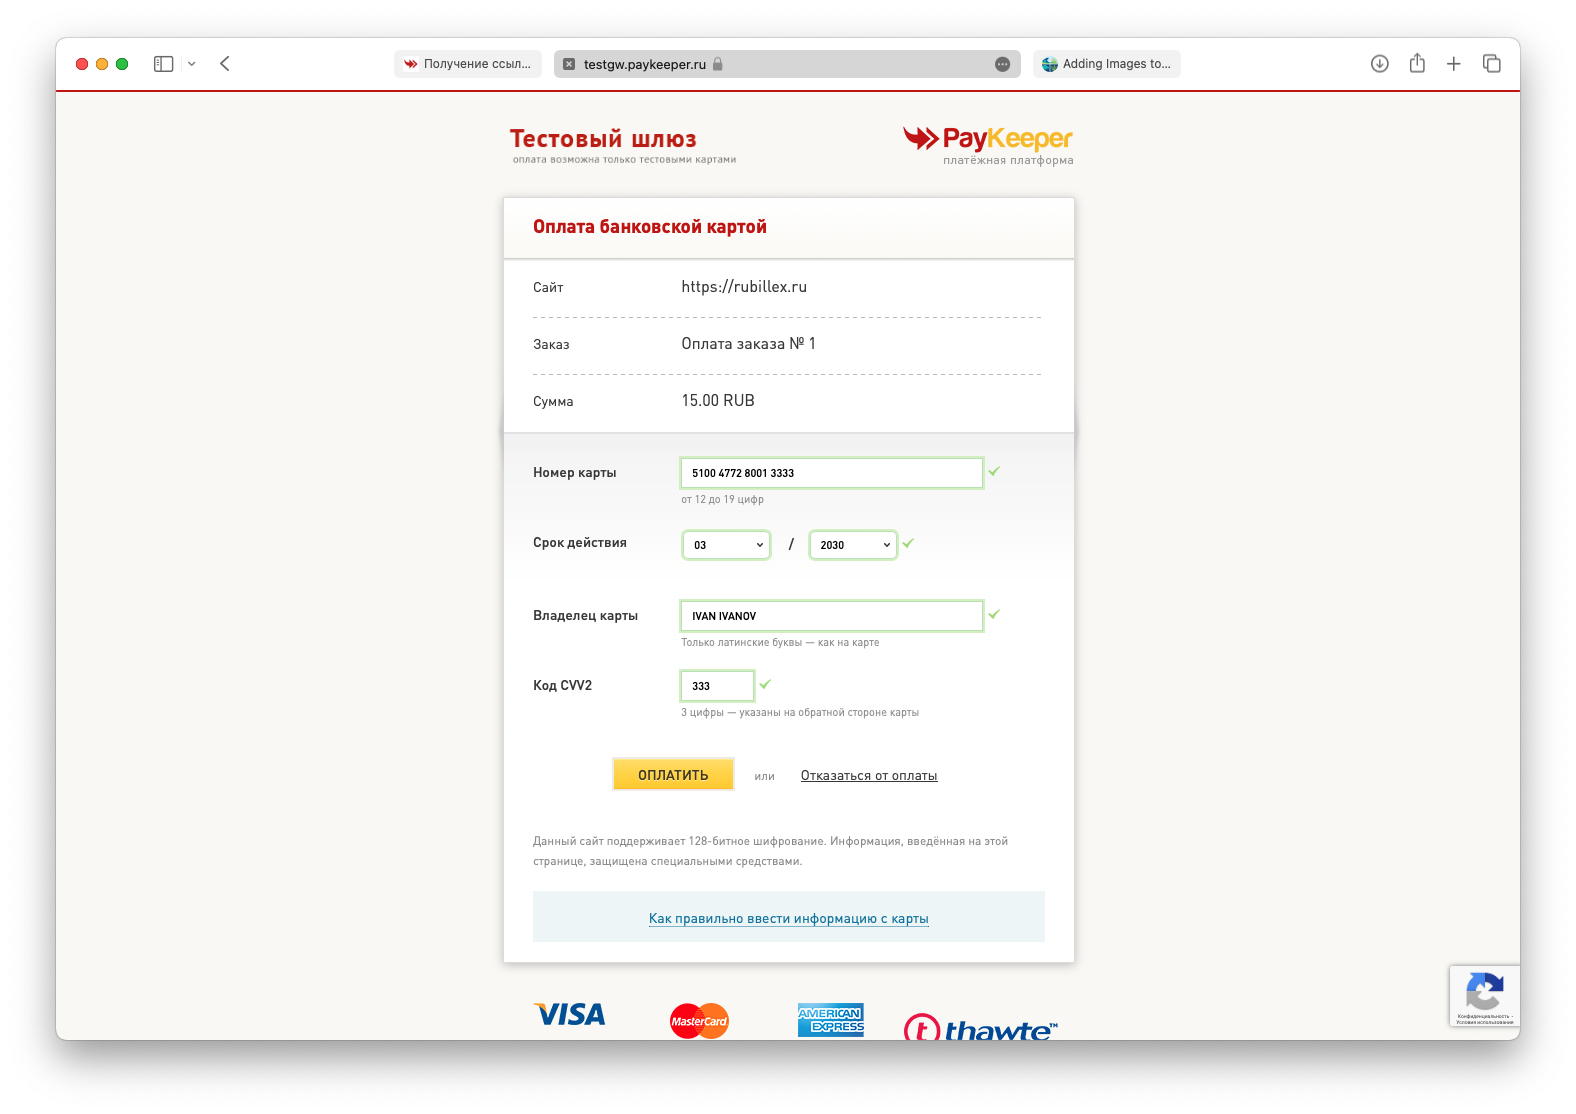 Получение ссыл...
testgw.paykeeper.ru
Adding Images to...
Тестовый шлюз
оплата возможна только тестовыми картами
PayKeeper
платёжная платформа
Оплата банковской картой
Сайт https://rubillex.ru
Заказ Оплата заказа № 1
Сумма 15.00 RUB
Номер карты 5100 4772 8001 3333
от 12 до 19 цифр
Срок действия 03 / 2030
Владелец карты IVAN IVANOV
Только латинские буквы — как на карте
Код CVV2 333
3 цифры — указаны на обратной стороне карты
ОПЛАТИТЬ или Отказаться от оплаты
Данный сайт поддерживает 128-битное шифрование. Информация, введённая на этой
странице, защищена специальными средствами.
Как правильно ввести информацию с карты
VISA
MasterCard
AMERICAN
EXPRESS
thawte™
Конфиденциальность -
Условия использования